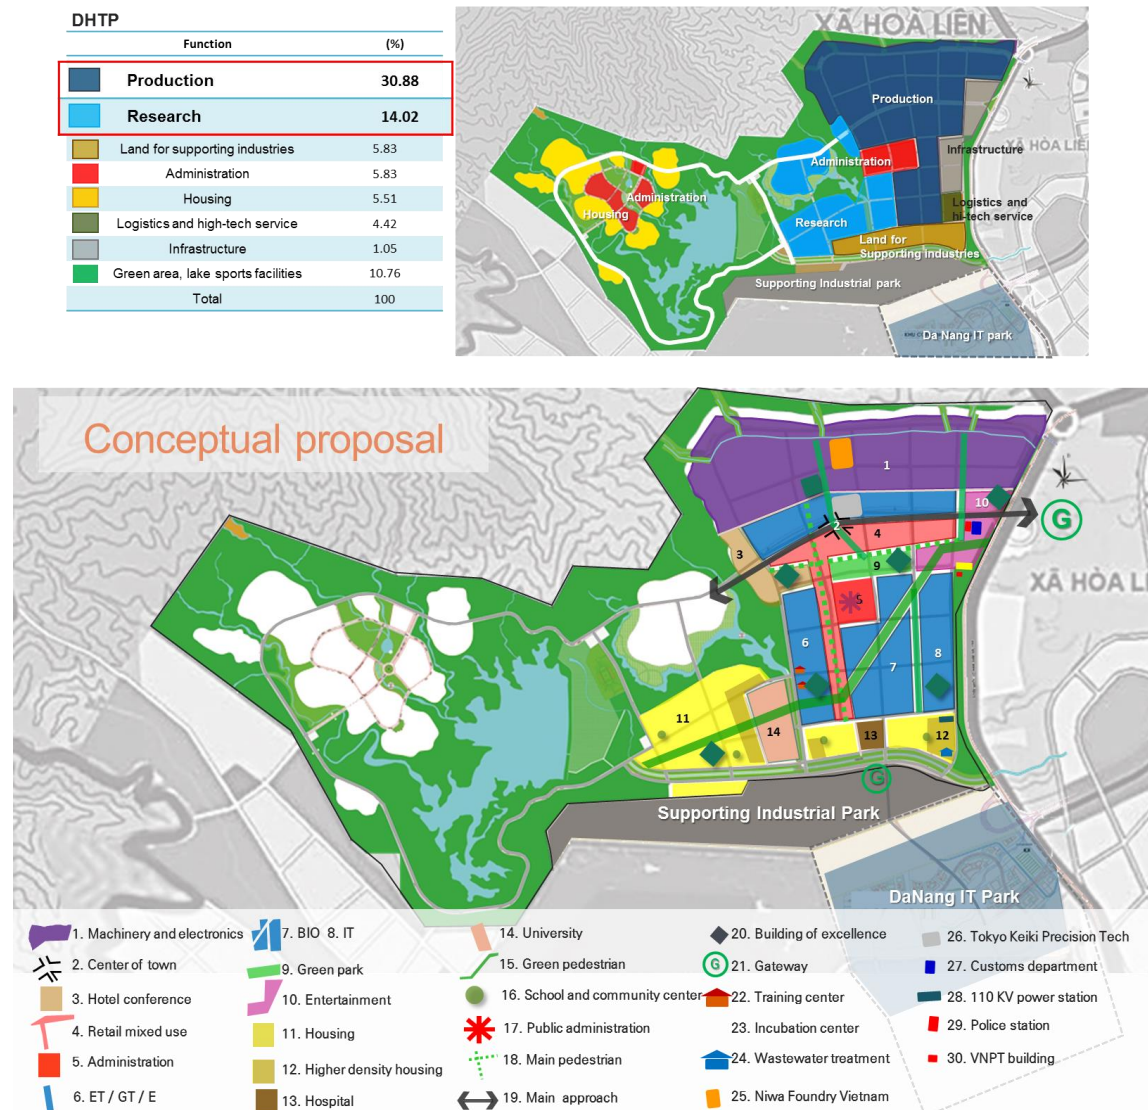 DHTP
Function (%)
Production 30.88
Research 14.02
Land for supporting industries 5.83
Administration 5.83
Housing 5.51
Logistics and high-tech service 4.42
Infrastructure 1.05
Green area, lake sports facilities 10.76
Total 100
XÃ HOÀ LIÊN
Production
Infrastructure
XÃ HÒA LIÊN
Administration
Administration
Housing
Logistics and
hi-tech service
Research
Land for
Supporting industries
Supporting Industrial park
Da Nang IT park
Conceptual proposal
1
10
G
2
4
3
9
XÃ HÒA L
5
6
8
7
11
14
13
12
G
Supporting Industrial Park
DaNang IT Park
1. Machinery and electronics
2. Center of town
3. Hotel conference
4. Retail mixed use
5. Administration
6. ET / GT / E
7. BIO 8. IT
9. Green park
10. Entertainment
11. Housing
12. Higher density housing
13. Hospital
14. University
15. Green pedestrian
16. School and community center
17. Public administration
18. Main pedestrian
19. Main approach
20. Building of excellence
G 21. Gateway
22. Training center
23. Incubation center
24. Wastewater treatment
25. Niwa Foundry Vietnam
26. Tokyo Keiki Precision Tech
27. Customs department
28. 110 KV power station
29. Police station
30. VNPT building